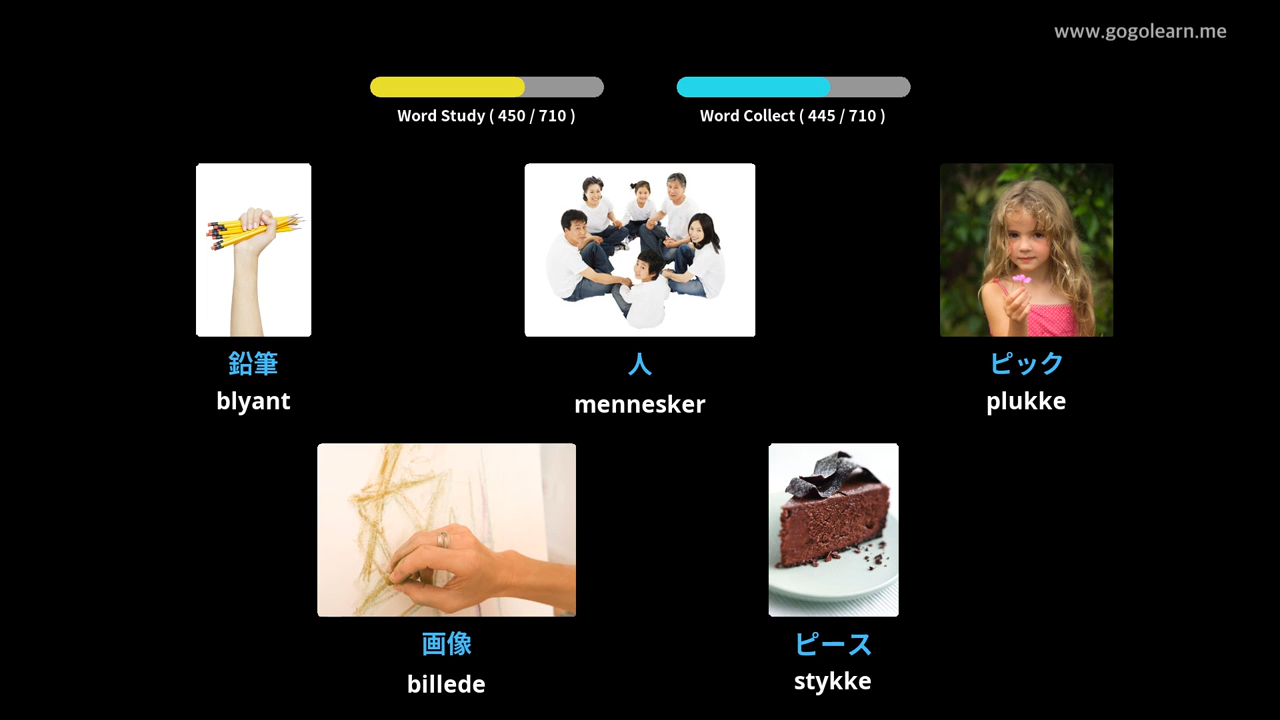 www.gogolearn.me
Word Study ( 450 / 710 )
Word Collect ( 445 / 710 )
鉛筆
blyant
人
mennesker
ピック
plukke
画像
billede
ピース
stykke